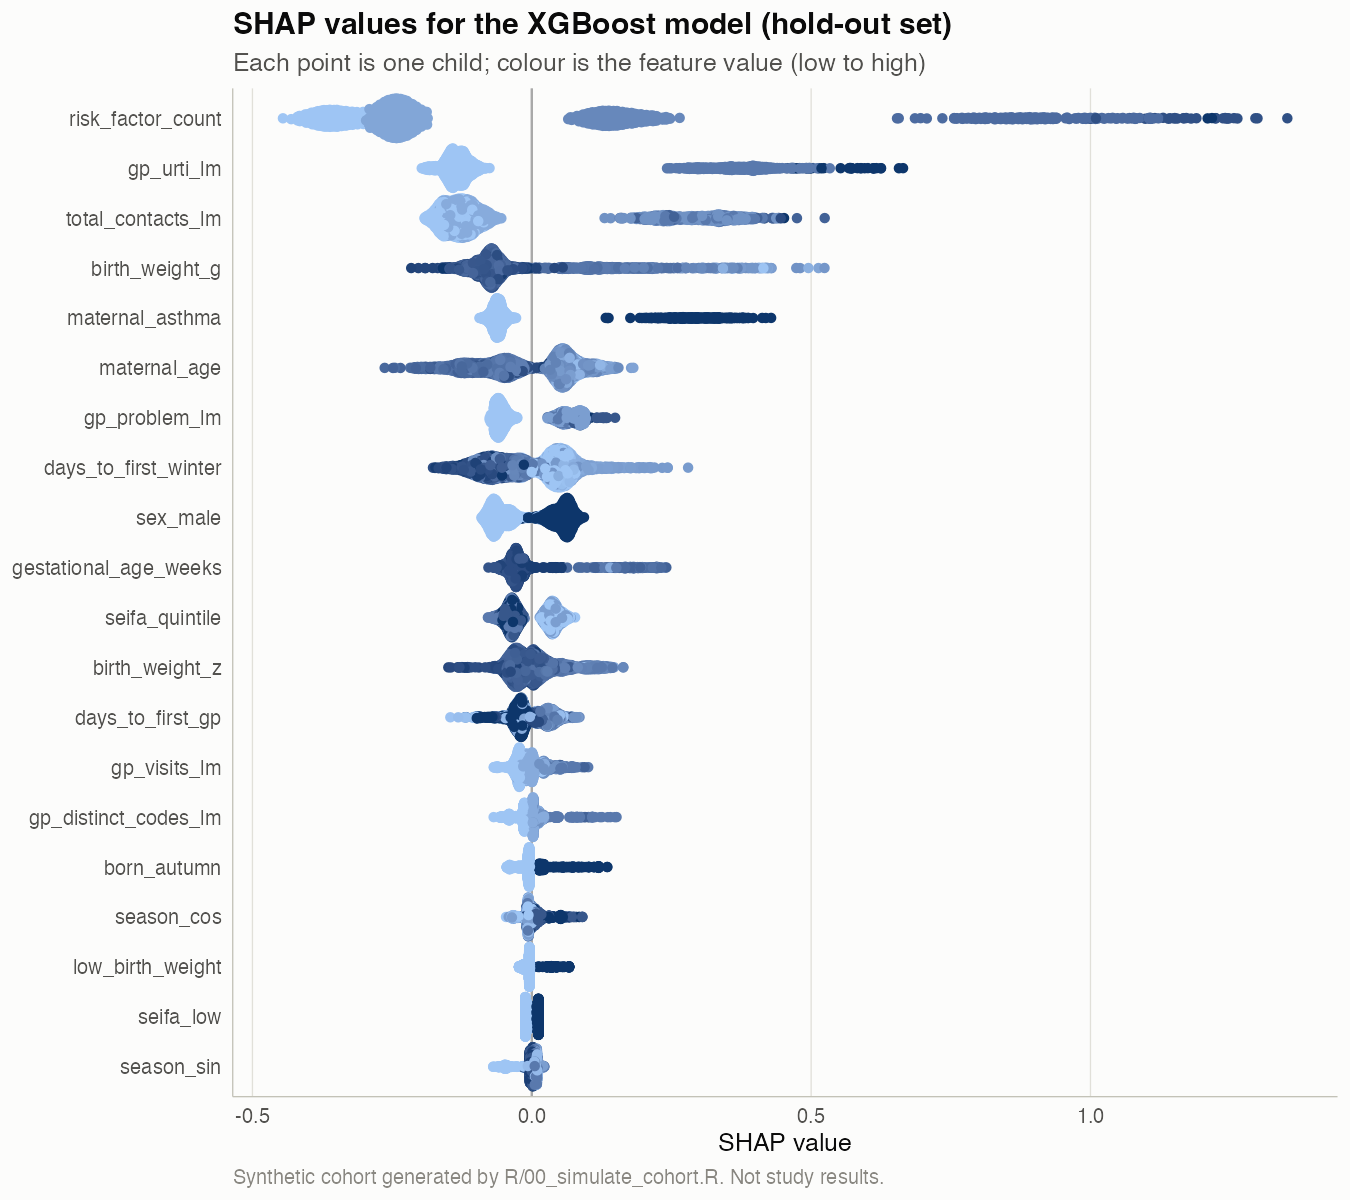 SHAP values for the XGBoost model (hold-out set)
Each point is one child; colour is the feature value (low to high)
risk_factor_count
gp_urti_lm
total_contacts_lm
birth_weight_g
maternal_asthma
maternal_age
gp_problem_lm
days_to_first_winter
sex_male
gestational_age_weeks
seifa_quintile
birth_weight_z
days_to_first_gp
gp_visits_lm
gp_distinct_codes_lm
born_autumn
season_cos
low_birth_weight
seifa_low
season_sin
-0.5 0.0 0.5 1.0
SHAP value
Synthetic cohort generated by R/00_simulate_cohort.R. Not study results.